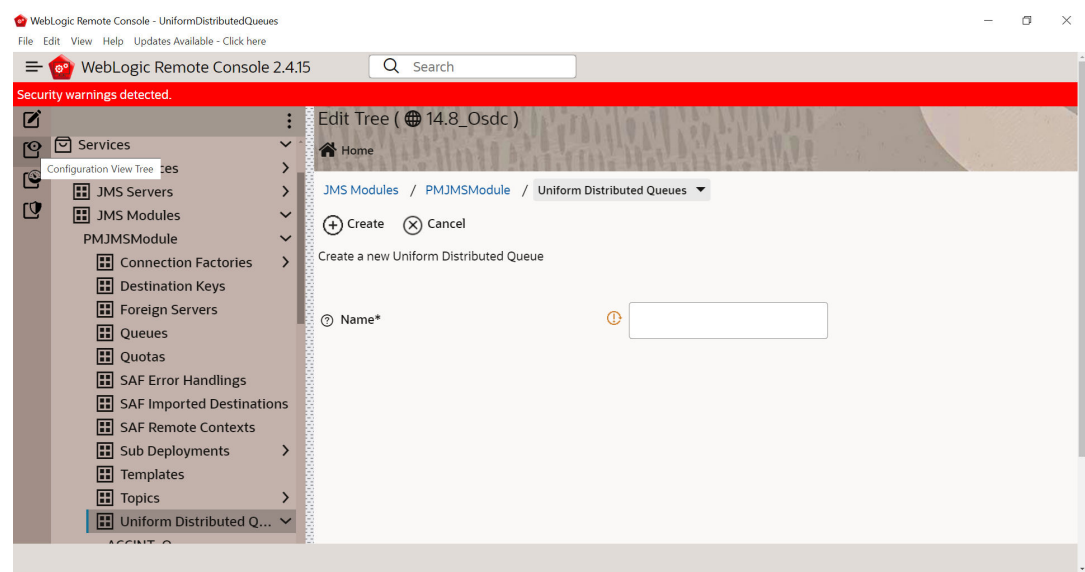 WebLogic Remote Console - UniformDistributedQueues
File Edit View Help Updates Available - Click here
WebLogic Remote Console 2.4.15
Search
Security warnings detected.
Edit Tree ( 14.8_Osdc )
Home
Services
Configuration View Tree
JMS Servers
JMS Modules
PMJMSModule
Connection Factories
Destination Keys
Foreign Servers
Queues
Quotas
SAF Error Handlings
SAF Imported Destinations
SAF Remote Contexts
Sub Deployments
Templates
Topics
Uniform Distributed Q...
JMS Modules / PMJMSModule / Uniform Distributed Queues
Create Cancel
Create a new Uniform Distributed Queue
Name*